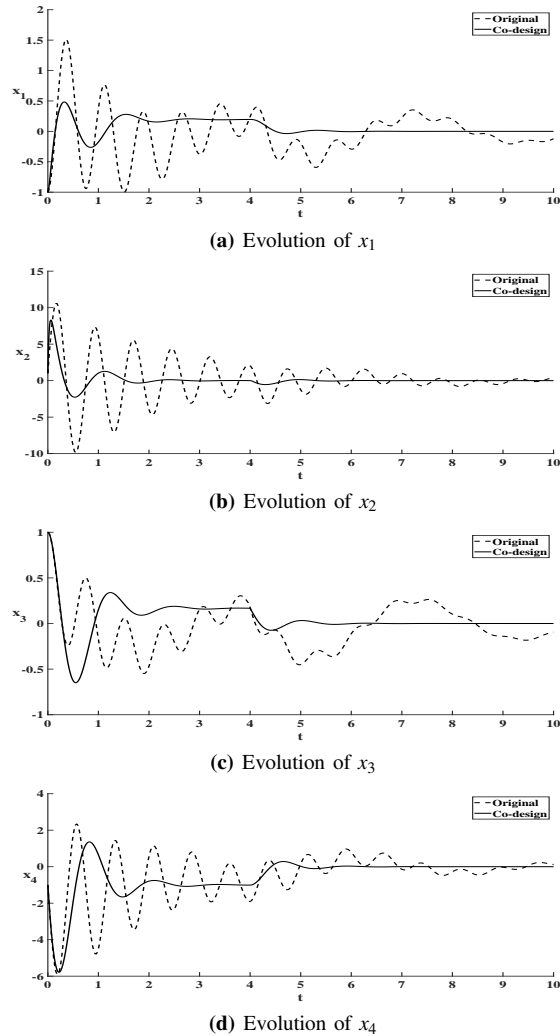 2
Original
Co-design
1.5
1
0.5
x1
0
-0.5
-1
0 1 2 3 4 5 6 7 8 9 10
t
(a) Evolution of x1
15
Original
Co-design
10
5
x2
0
-5
-10
0 1 2 3 4 5 6 7 8 9 10
t
(b) Evolution of x2
1
Original
Co-design
0.5
x3
0
-0.5
-1
0 1 2 3 4 5 6 7 8 9 10
t
(c) Evolution of x3
4
Original
Co-design
2
x4
0
-2
-4
-6
0 1 2 3 4 5 6 7 8 9 10
t
(d) Evolution of x4